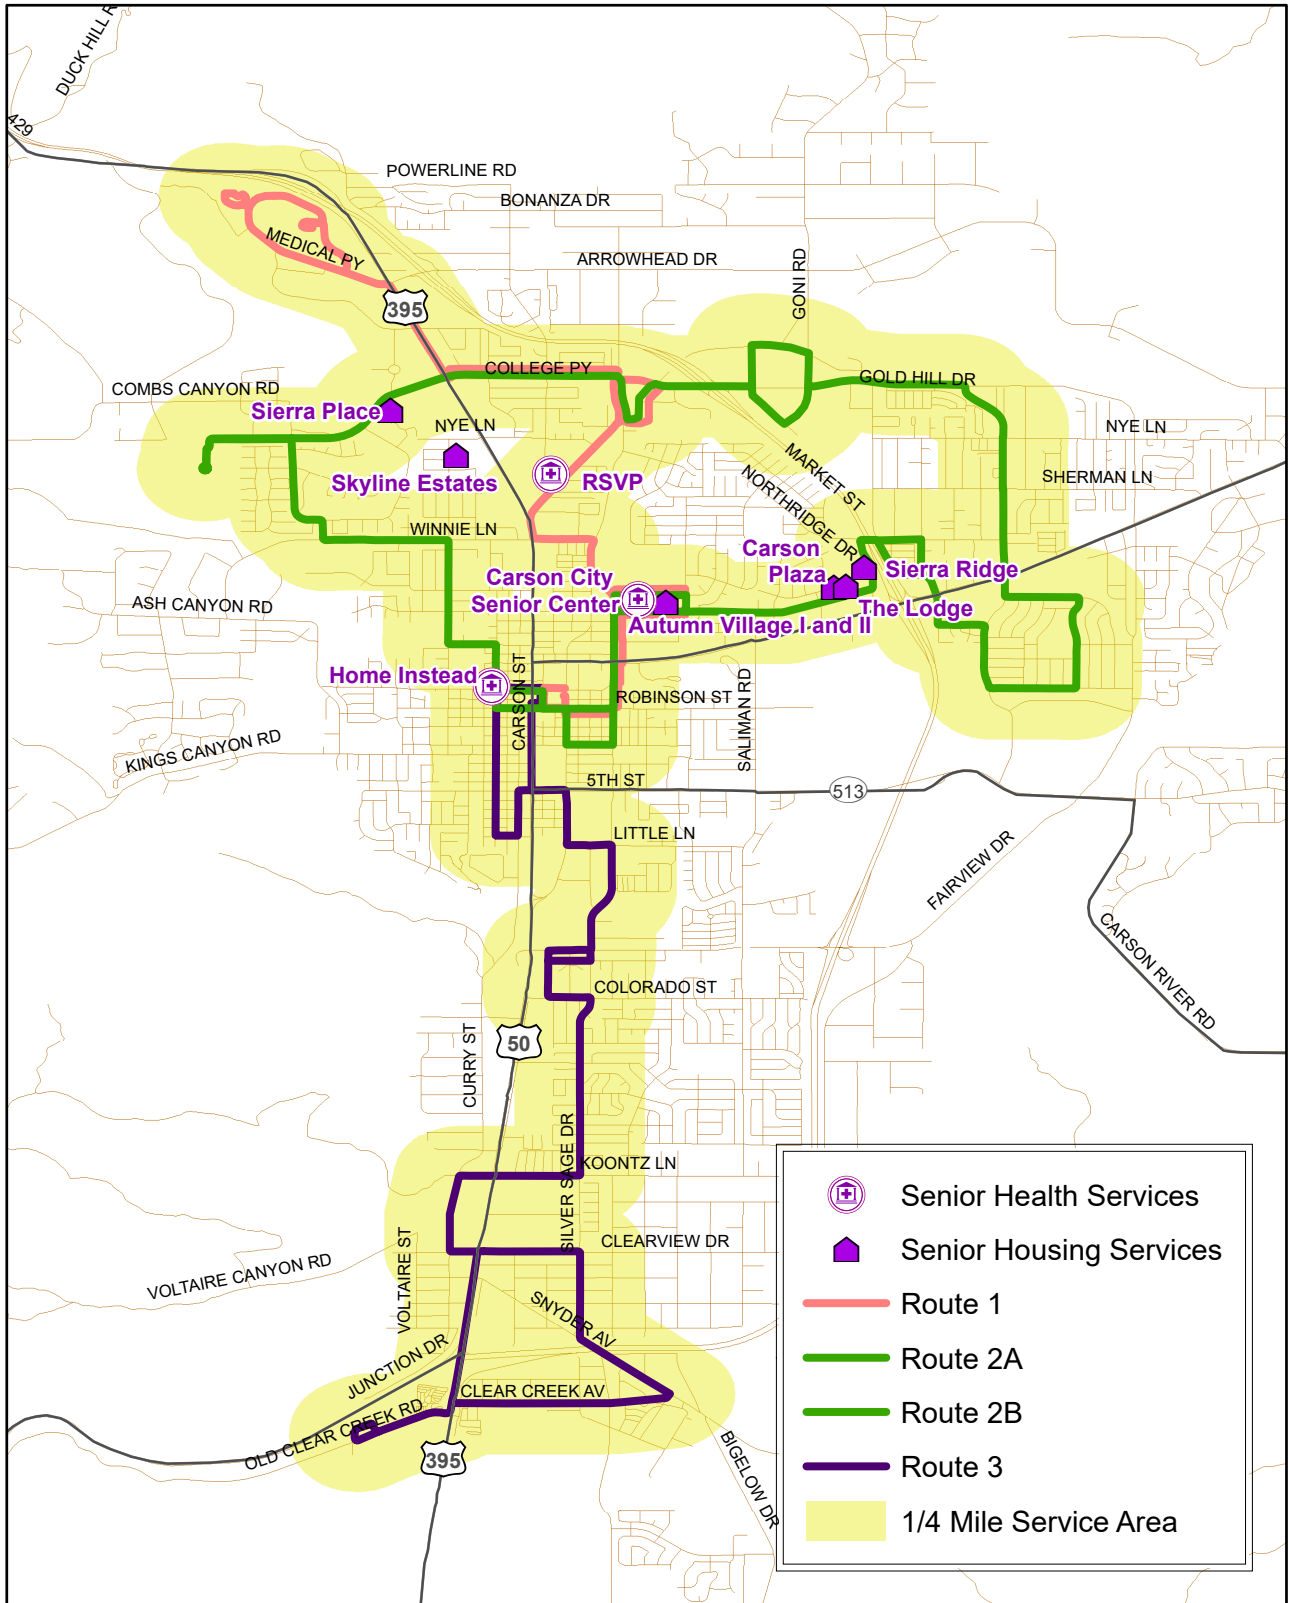 DUCK HILL R
429
POWERLINE RD
BONANZA DR
MEDICAL PY
ARROWHEAD DR
GONI RD
395
COLLEGE PY
GOLD HILL DR
COMBS CANYON RD
Sierra Place
NYE LN
NYE LN
Skyline Estates
RSVP
MARKET ST
SHERMAN LN
NORTHRIDGE DR
WINNIE LN
Carson
Plaza
Sierra Ridge
Carson City
Senior Center
The Lodge
ASH CANYON RD
Autumn Village I and II
Home Instead
CARSON ST
ROBINSON ST
SALIMAN RD
KINGS CANYON RD
5TH ST
513
LITTLE LN
FAIRVIEW DR
CARSON RIVER RD
COLORADO ST
50
CURRY ST
SILVER SAGE DR
KOONTZ LN
CLEARVIEW DR
VOLTAIRE ST
VOLTAIRE CANYON RD
SNYDER AV
JUNCTION DR
CLEAR CREEK AV
OLD CLEAR CREEK RD
395
BIGELOW DR
Senior Health Services
Senior Housing Services
Route 1
Route 2A
Route 2B
Route 3
1/4 Mile Service Area